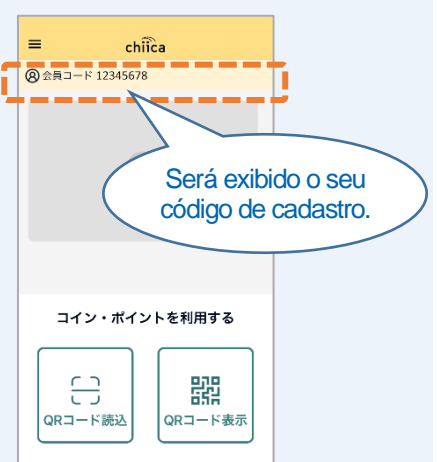 chiica
会員コード 12345678
Será exibido o seu
código de cadastro.
コイン・ポイントを利用する
QRコード読込
QRコード表示